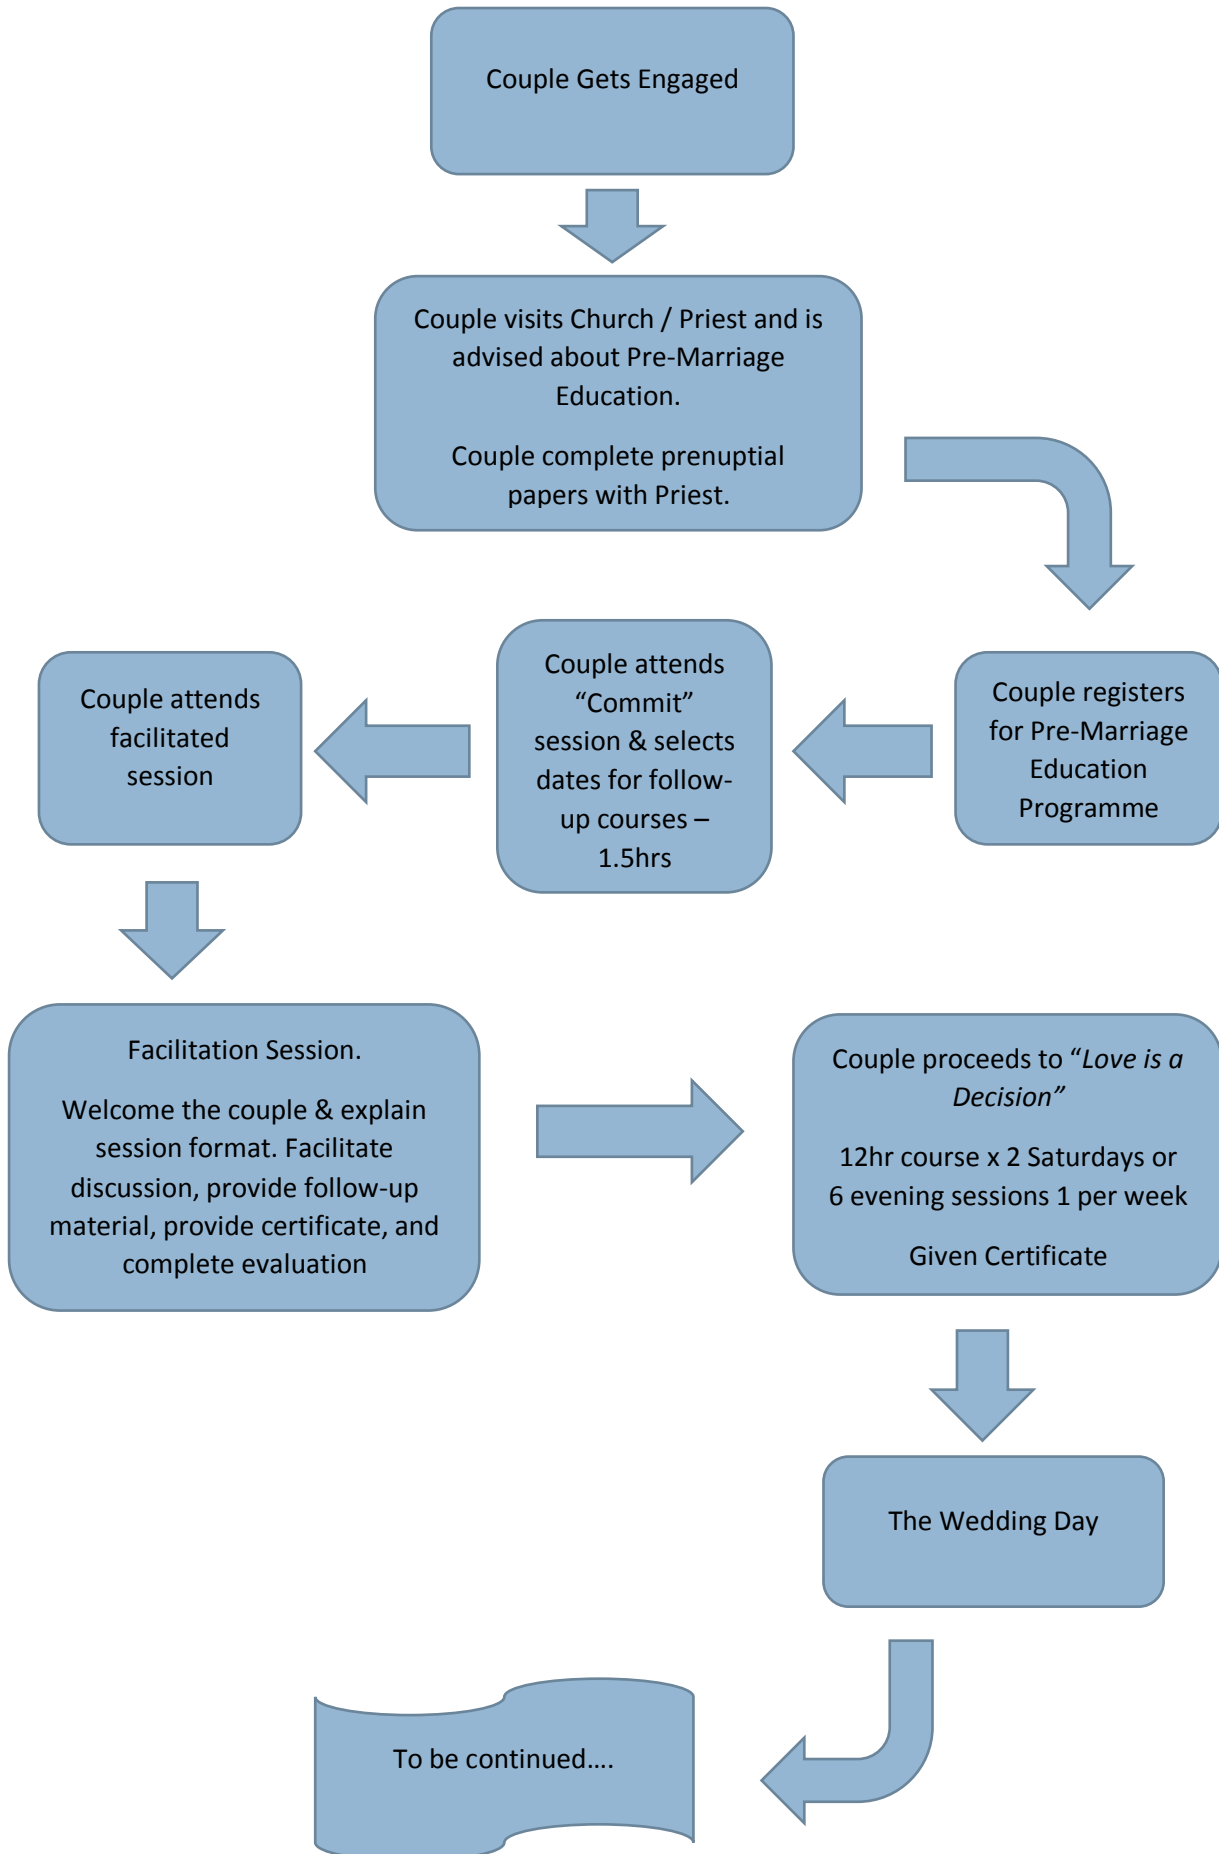 Couple Gets Engaged
Couple visits Church / Priest and is
advised about Pre-Marriage
Education.
Couple complete prenuptial
papers with Priest.
Couple registers
for Pre-Marriage
Education
Programme
Couple attends
“Commit”
session & selects
dates for follow-
up courses –
1.5hrs
Couple attends
facilitated
session
Facilitation Session.
Welcome the couple & explain
session format. Facilitate
discussion, provide follow-up
material, provide certificate, and
complete evaluation
Couple proceeds to “Love is a
Decision”
12hr course x 2 Saturdays or
6 evening sessions 1 per week
Given Certificate
The Wedding Day
To be continued….